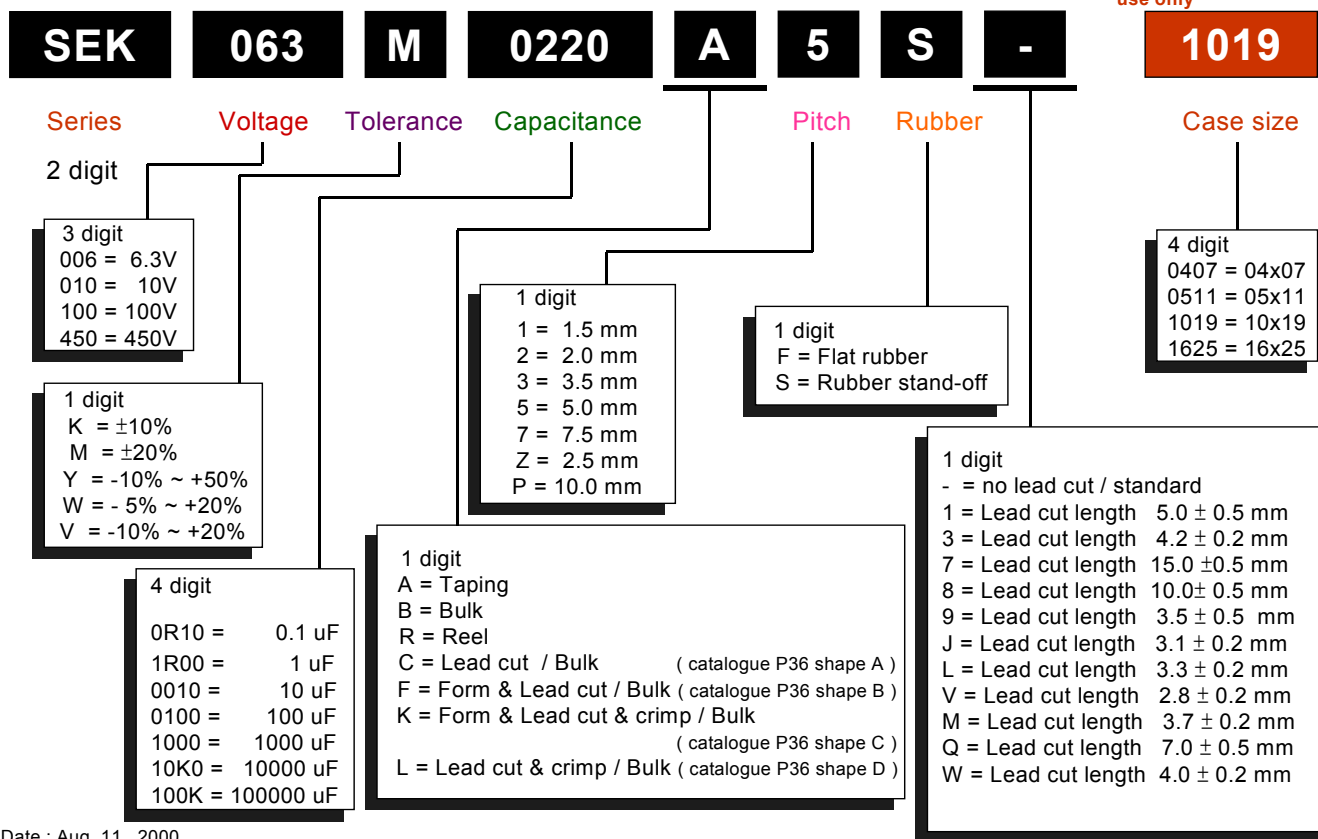 use only
SEK 063 M 0220 A 5 S - 1019
Series Voltage Tolerance Capacitance Pitch Rubber Case size
2 digit
3 digit
006 = 6.3V
010 = 10V
100 = 100V
450 = 450V
4 digit
0407 = 04x07
0511 = 05x11
1019 = 10x19
1625 = 16x25
1 digit
1 = 1.5 mm
2 = 2.0 mm
3 = 3.5 mm
5 = 5.0 mm
7 = 7.5 mm
Z = 2.5 mm
P = 10.0 mm
1 digit
F = Flat rubber
S = Rubber stand-off
1 digit
K = ±10%
M = ±20%
Y = -10% ~ +50%
W = - 5% ~ +20%
V = -10% ~ +20%
1 digit
- = no lead cut / standard
1 = Lead cut length 5.0 ± 0.5 mm
3 = Lead cut length 4.2 ± 0.2 mm
7 = Lead cut length 15.0 ±0.5 mm
8 = Lead cut length 10.0± 0.5 mm
9 = Lead cut length 3.5 ± 0.5 mm
J = Lead cut length 3.1 ± 0.2 mm
L = Lead cut length 3.3 ± 0.2 mm
V = Lead cut length 2.8 ± 0.2 mm
M = Lead cut length 3.7 ± 0.2 mm
Q = Lead cut length 7.0 ± 0.5 mm
W = Lead cut length 4.0 ± 0.2 mm
4 digit
0R10 = 0.1 uF
1R00 = 1 uF
0010 = 10 uF
0100 = 100 uF
1000 = 1000 uF
10K0 = 10000 uF
100K = 100000 uF
1 digit
A = Taping
B = Bulk
R = Reel
C = Lead cut / Bulk ( catalogue P36 shape A )
F = Form & Lead cut / Bulk ( catalogue P36 shape B )
K = Form & Lead cut & crimp / Bulk
( catalogue P36 shape C )
L = Lead cut & crimp / Bulk ( catalogue P36 shape D )
Date : Aug. 11 , 2000